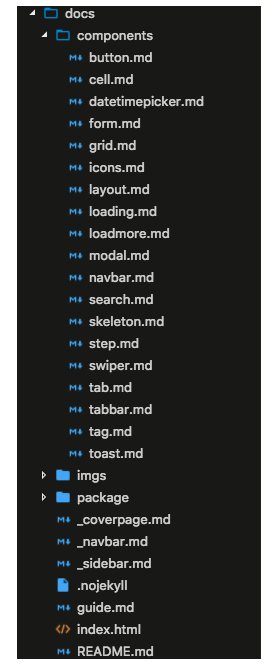 docs
components
button.md
cell.md
datetimepicker.md
form.md
grid.md
icons.md
layout.md
loading.md
loadmore.md
modal.md
navbar.md
search.md
skeleton.md
step.md
swiper.md
tab.md
tabbar.md
tag.md
toast.md
imgs
package
_coverpage.md
_navbar.md
_sidebar.md
.nojekyll
guide.md
index.html
README.md